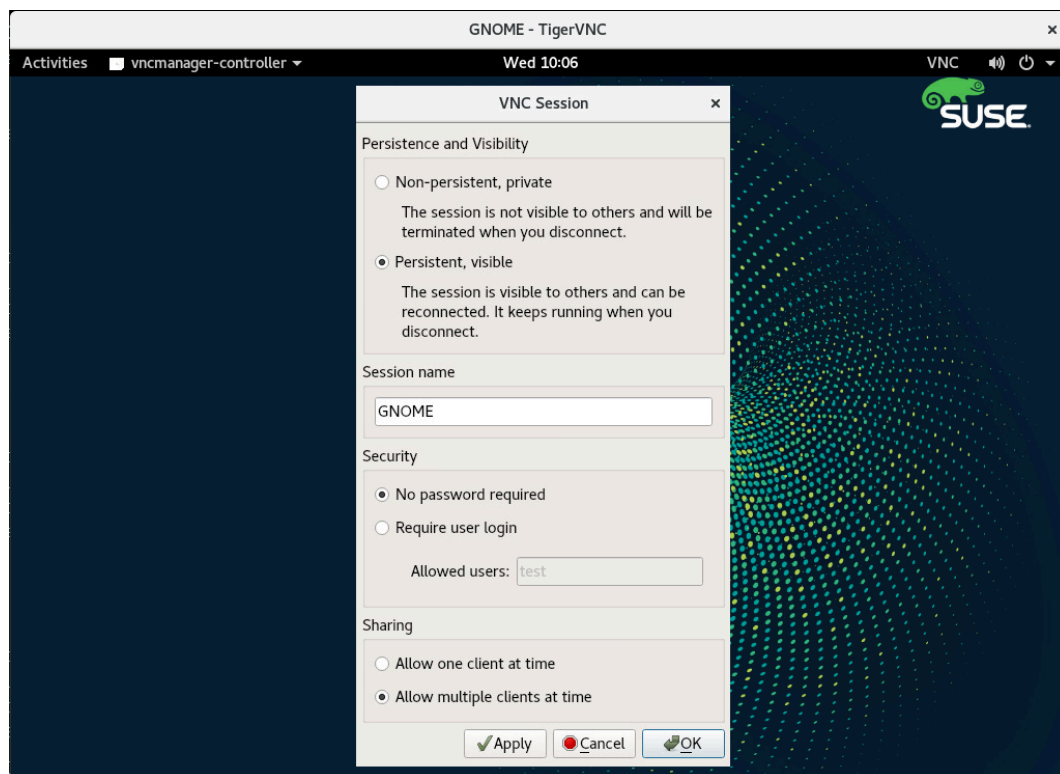 GNOME - TigerVNC
Activities vncmanager-controller Wed 10:06 VNC
SUSE
VNC Session
Persistence and Visibility
Non-persistent, private
The session is not visible to others and will be
terminated when you disconnect.
Persistent, visible
The session is visible to others and can be
reconnected. It keeps running when you
disconnect.
Session name
GNOME
Security
No password required
Require user login
Allowed users: test
Sharing
Allow one client at time
Allow multiple clients at time
Apply Cancel OK